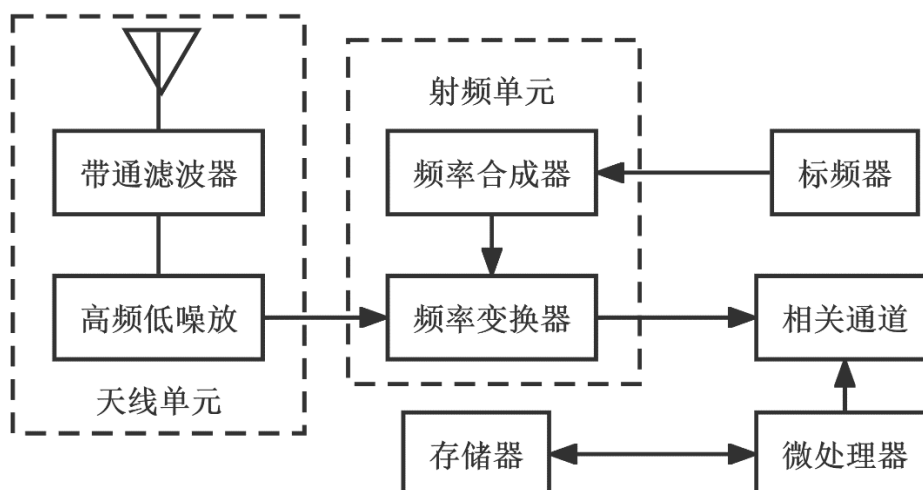 射频单元
带通滤波器
频率合成器
标频器
高频低噪放
频率变换器
相关通道
天线单元
存储器
微处理器